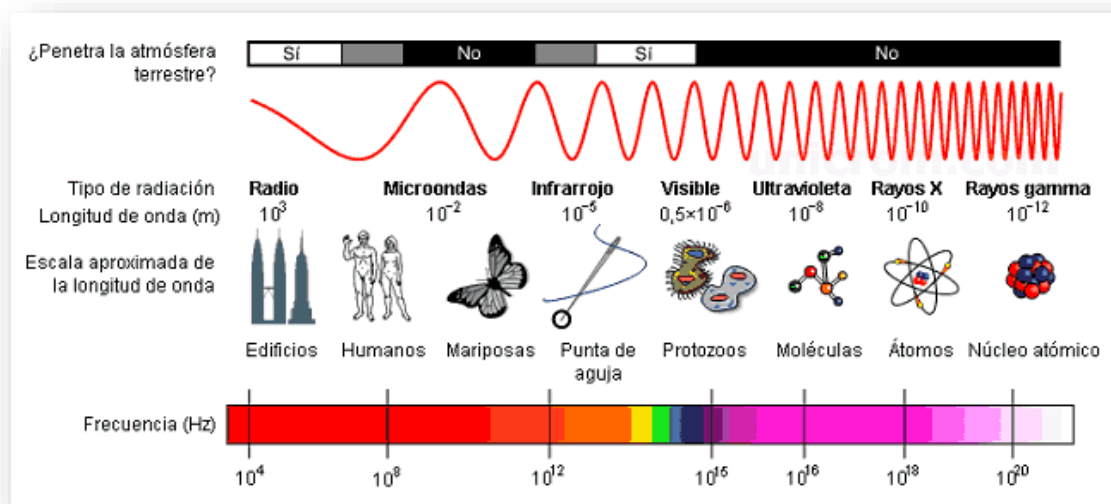 ¿Penetra la atmósfera
terrestre?
Sí No Sí No
Tipo de radiación Radio Microondas Infrarrojo Visible Ultravioleta Rayos X Rayos gamma
Longitud de onda (m) 10³ 10⁻² 10⁻⁵ 0,5×10⁻⁶ 10⁻⁸ 10⁻¹⁰ 10⁻¹²
Escala aproximada de
la longitud de onda
Edificios Humanos Mariposas Punta de
aguja Protozoos Moléculas Átomos Núcleo atómico
Frecuencia (Hz)
10⁴ 10⁸ 10¹² 10¹⁵ 10¹⁶ 10¹⁸ 10²⁰